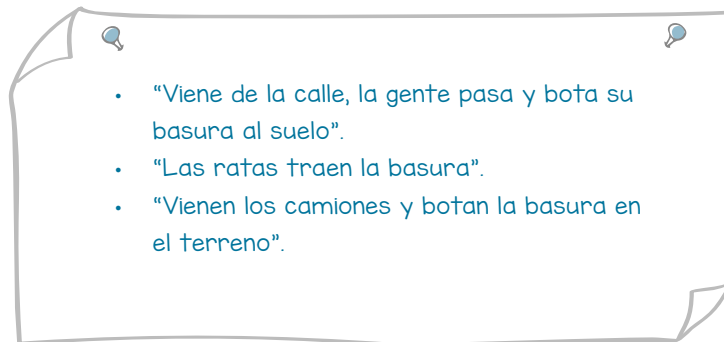 • “Viene de la calle, la gente pasa y bota su
basura al suelo”.
• “Las ratas traen la basura”.
• “Vienen los camiones y botan la basura en
el terreno”.